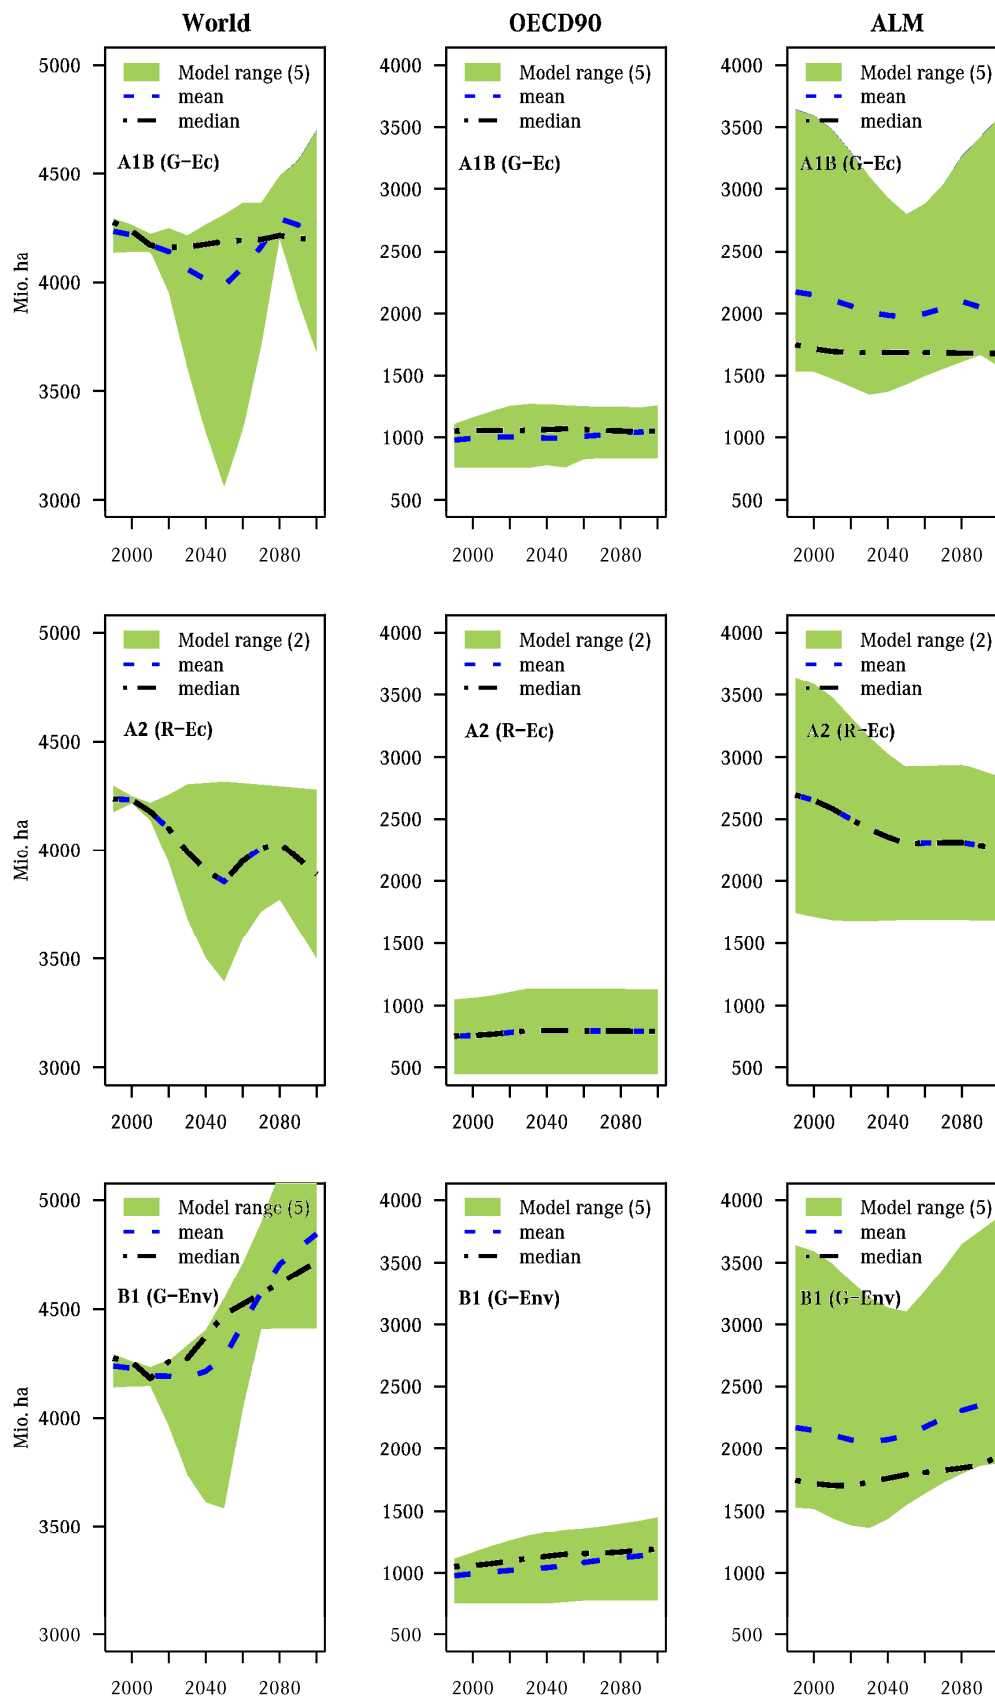 World OECD90 ALM
5000 4000 4000
Model range (5) Model range (5) Model range (5)
mean mean mean
median median median
3500 3500
A1B (G−Ec) A1B (G−Ec) A1B (G−Ec)
4500 3000 3000
2500 2500
Mio. ha
4000 2000 2000
1500 1500
3500
1000 1000
3000 500 500
2000 2040 2080 2000 2040 2080 2000 2040 2080
5000 4000 4000
Model range (2) Model range (2) Model range (2)
mean mean mean
median median median
3500 3500
A2 (R−Ec) A2 (R−Ec) A2 (R−Ec)
4500 3000 3000
2500 2500
Mio. ha
4000 2000 2000
1500 1500
3500
1000 1000
3000 500 500
2000 2040 2080 2000 2040 2080 2000 2040 2080
5000 4000 4000
Model range (5) Model range (5) Model range (5)
mean mean mean
median median median
3500 3500
B1 (G−Env) B1 (G−Env) B1 (G−Env)
4500 3000 3000
2500 2500
Mio. ha
4000 2000 2000
1500 1500
3500
1000 1000
3000 500 500
2000 2040 2080 2000 2040 2080 2000 2040 2080